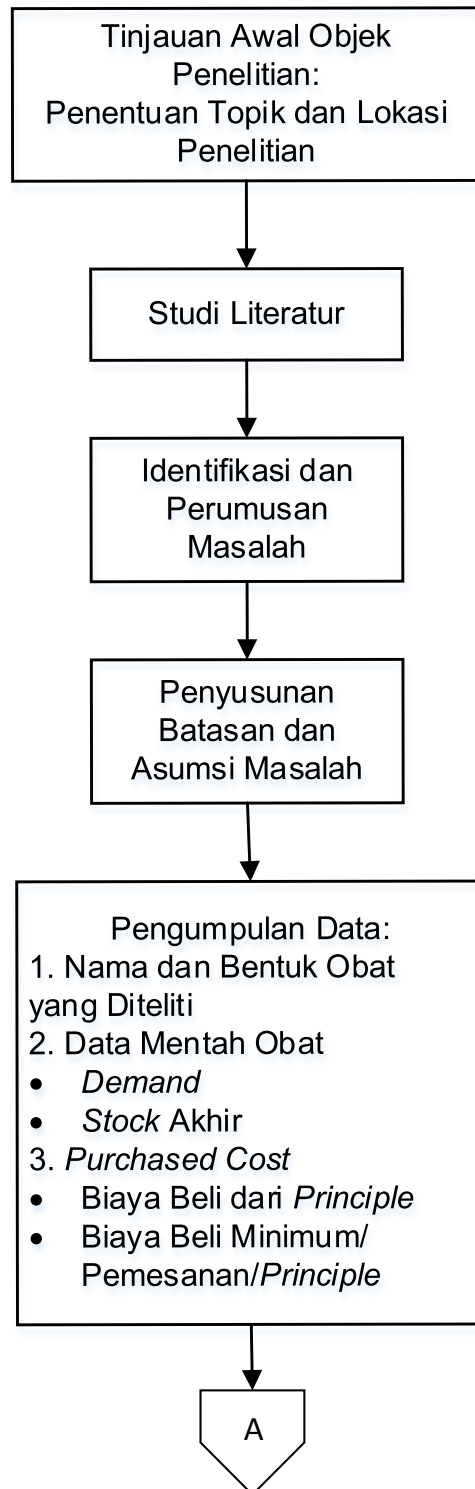 Tinjauan Awal Objek
Penelitian:
Penentuan Topik dan Lokasi
Penelitian
Studi Literatur
Identifikasi dan
Perumusan
Masalah
Penyusunan
Batasan dan
Asumsi Masalah
Pengumpulan Data:
1. Nama dan Bentuk Obat
yang Diteliti
2. Data Mentah Obat
• Demand
• Stock Akhir
3. Purchased Cost
• Biaya Beli dari Principle
• Biaya Beli Minimum/
Pemesanan/Principle
A